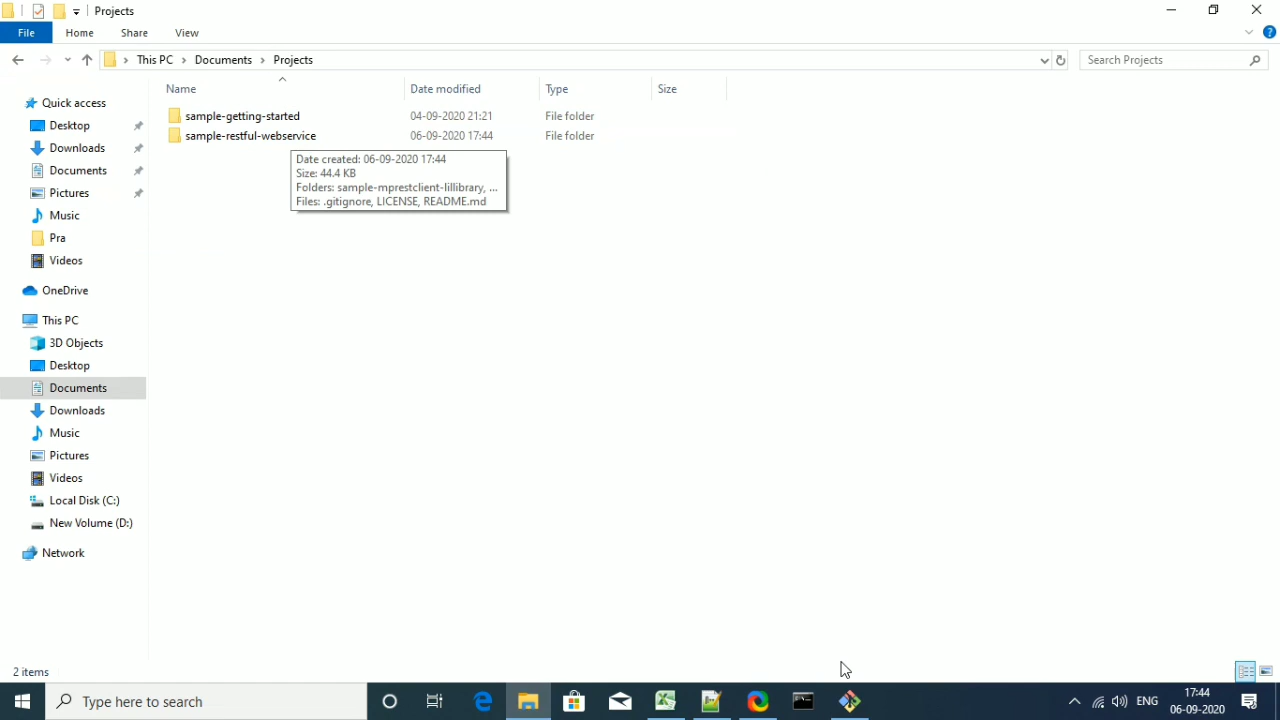 Projects
File
Home
Share
View
This PC
Documents
Projects
Search Projects
Name
Date modified
Type
Size
sample-getting-started
04-09-2020 21:21
File folder
sample-restful-webservice
06-09-2020 17:44
File folder
Date created: 06-09-2020 17:44
Size: 44.4 KB
Folders: sample-mprestclient-lillibrary, ...
Files: .gitignore, LICENSE, README.md
Quick access
Desktop
Downloads
Documents
Pictures
Music
Pra
Videos
OneDrive
This PC
3D Objects
Desktop
Documents
Downloads
Music
Pictures
Videos
Local Disk (C:)
New Volume (D:)
Network
2 items
Type here to search
ENG
17:44
06-09-2020